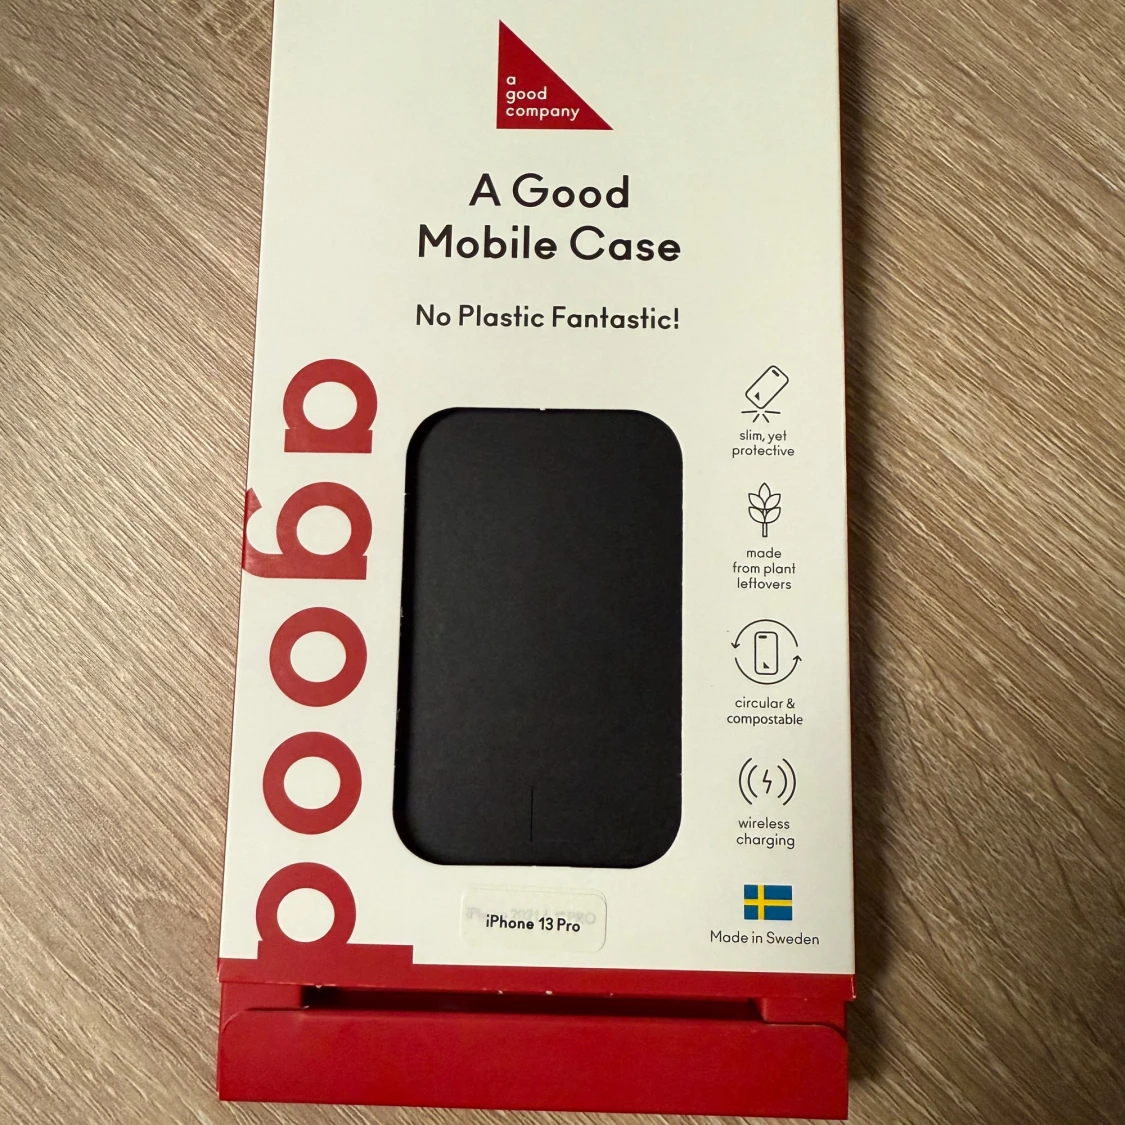 a
good
company
A Good
Mobile Case
No Plastic Fantastic!
agood
slim, yet
protective
made
from plant
leftovers
circular &
compostable
wireless
charging
Made in Sweden
iPhone 13 Pro